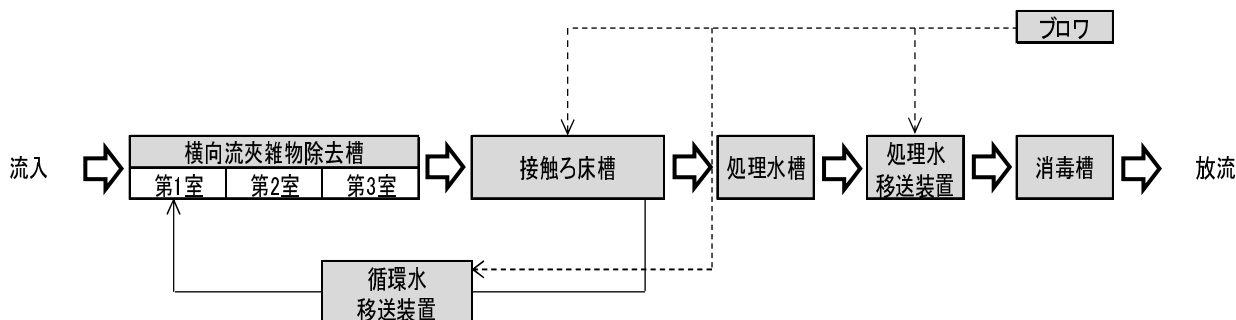 ブロワ
流入
横向流夾雑物除去槽
第1室
第2室
第3室
接触ろ床槽
処理水槽
処理水
移送装置
消毒槽
放流
循環水
移送装置